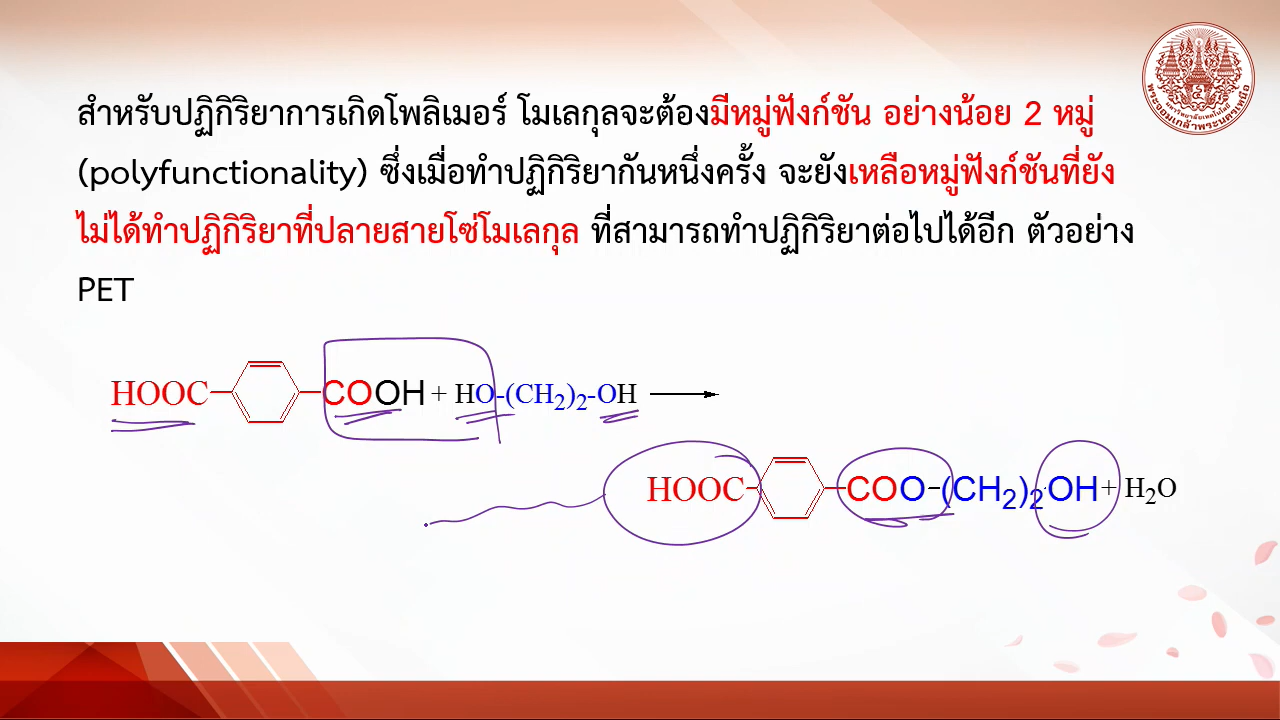 สำหรับปฏิกิริยาการเกิดโพลิเมอร์ โมเลกุลจะต้องมีหมู่ฟังก์ชัน อย่างน้อย 2 หมู่
(polyfunctionality) ซึ่งเมื่อทำปฏิกิริยากันหนึ่งครั้ง จะยังเหลือหมู่ฟังก์ชันที่ยัง
ไม่ได้ทำปฏิกิริยาที่ปลายสายโซ่โมเลกุล ที่สามารถทำปฏิกิริยาต่อไปได้อีก ตัวอย่าง
PET
HOOC COOH + HO-(CH₂)₂-OH
HOOC COO-(CH₂)₂OH + H₂O